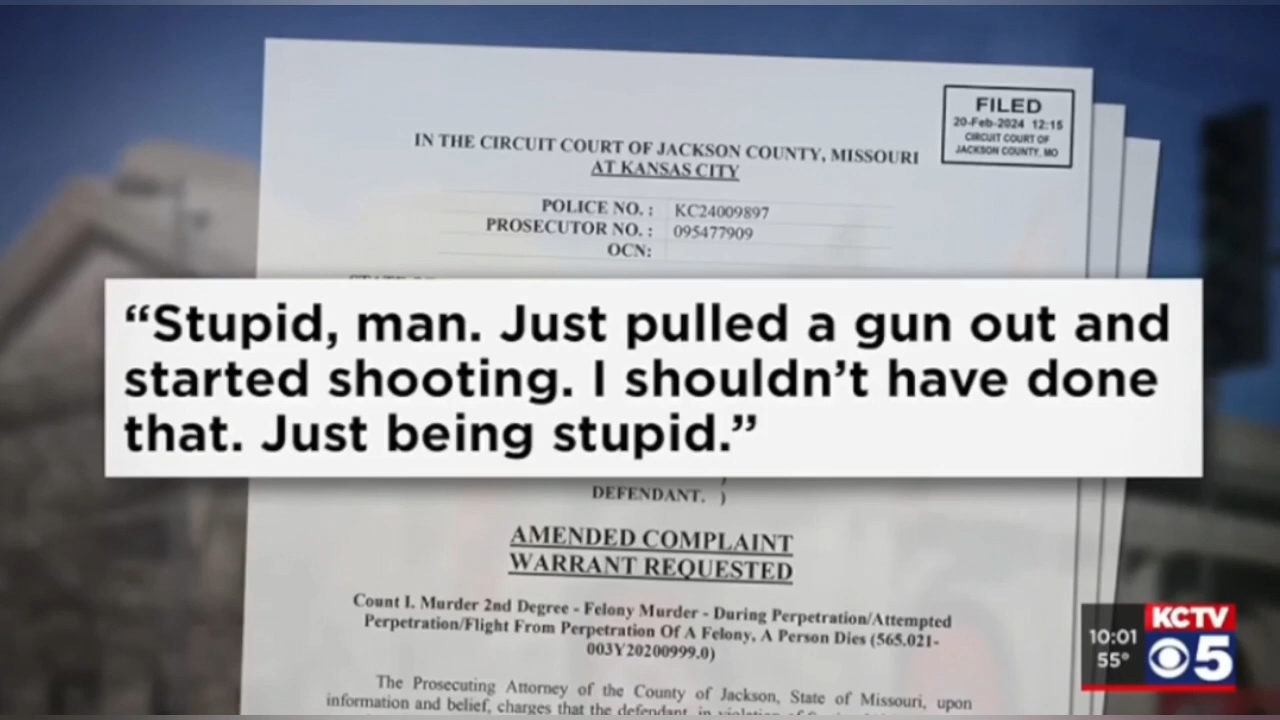 FILED
20-Feb-2024 12:15
CIRCUIT COURT OF
JACKSON COUNTY, MO
IN THE CIRCUIT COURT OF JACKSON COUNTY, MISSOURI
AT KANSAS CITY
POLICE NO. : KC24009897
PROSECUTOR NO. : 095477909
OCN:
“Stupid, man. Just pulled a gun out and
started shooting. I shouldn’t have done
that. Just being stupid.”
DEFENDANT. )
AMENDED COMPLAINT
WARRANT REQUESTED
Count I. Murder 2nd Degree - Felony Murder - During Perpetration/Attempted
Perpetration/Flight From Perpetration Of A Felony, A Person Dies (565.021-
003Y20200999.0)
The Prosecuting Attorney of the County of Jackson, State of Missouri, upon
information and belief, charges that the defendant, in violation of
KCTV
10:01
55°
5